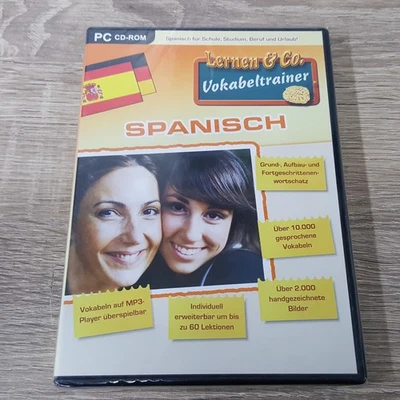 PC CD-ROM
Spanisch für Schule, Studium, Beruf und Urlaub!
Lernen & Co.
Vokabeltrainer
SPANISCH
Grund-, Aufbau- und
Fortgeschrittenen-
wortschatz
Über 10.000
gesprochene
Vokabeln
Über 2.000
handgezeichnete
Bilder
Individuell
erweiterbar um bis
zu 60 Lektionen
Vokabeln auf MP3-
Player überspielbar